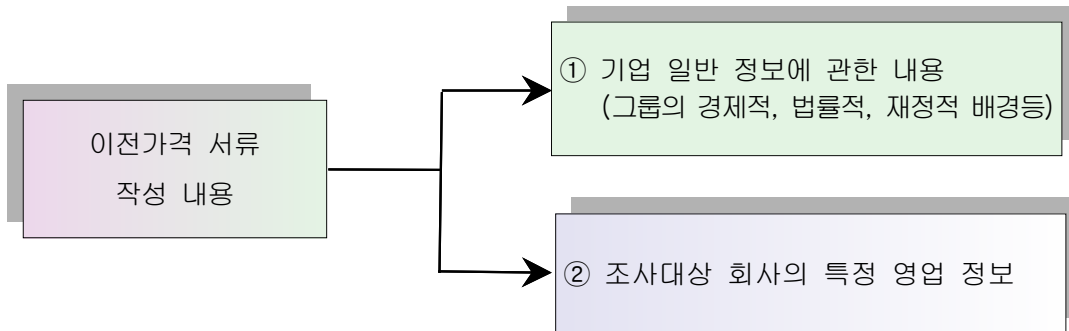 이전가격 서류
작성 내용
① 기업 일반 정보에 관한 내용
(그룹의 경제적, 법률적, 재정적 배경등)
② 조사대상 회사의 특정 영업 정보